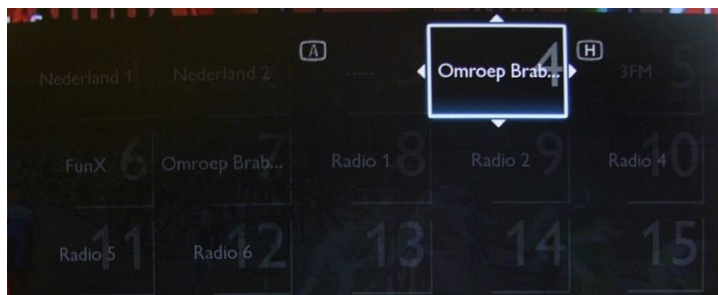 A
H
Nederland 1 1
Nederland 2
-----
Omroep Brab... 4
3FM 5
FunX 6
Omroep Brab... 7
Radio 1 8
Radio 2 9
Radio 4 10
Radio 5 11
Radio 6 12
13
14
15